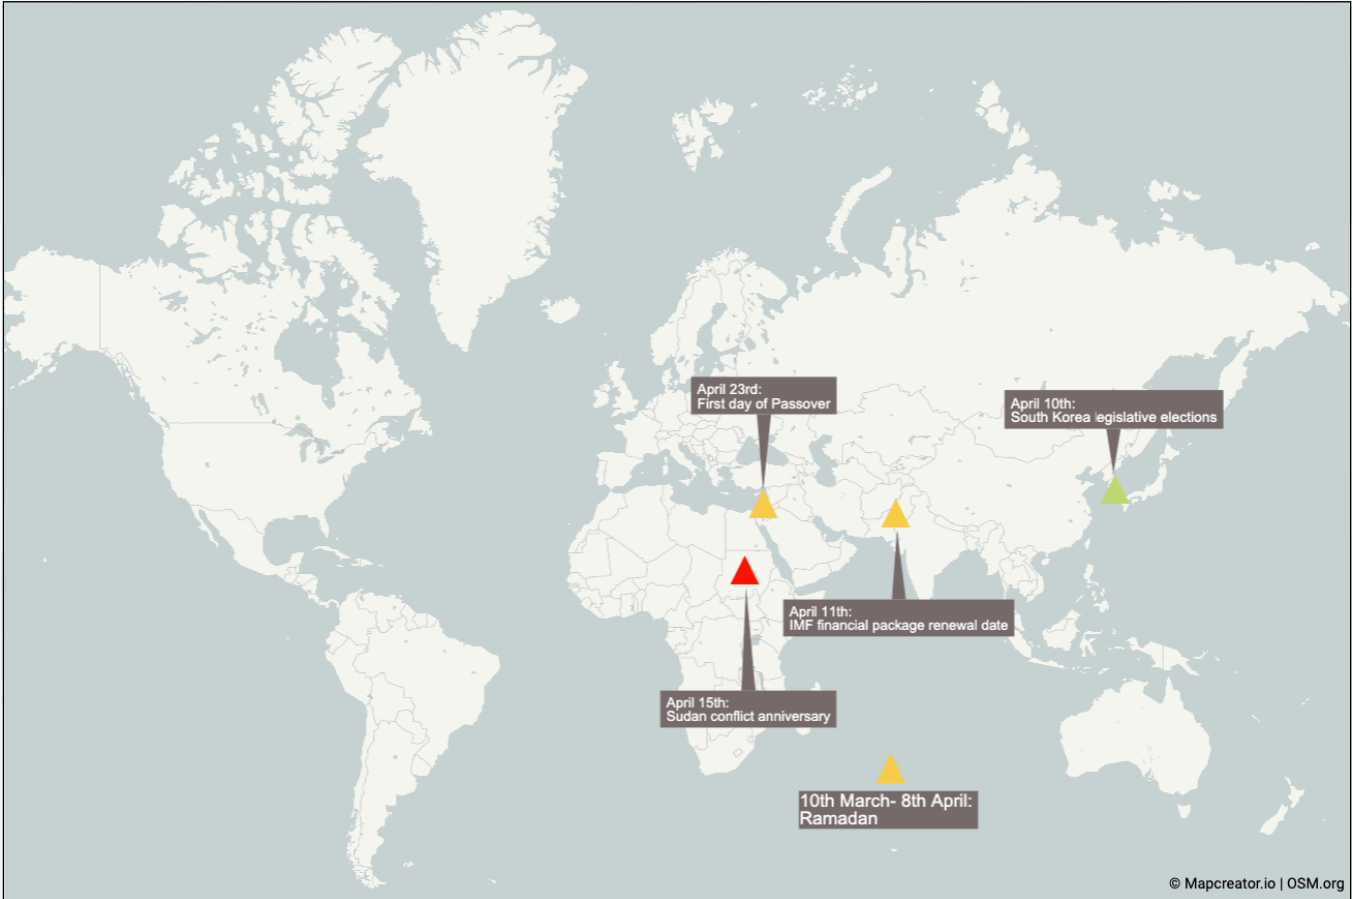 April 23rd:
First day of Passover
April 10th:
South Korea legislative elections
April 11th:
IMF financial package renewal date
April 15th:
Sudan conflict anniversary
10th March- 8th April:
Ramadan
© Mapcreator.io | OSM.org